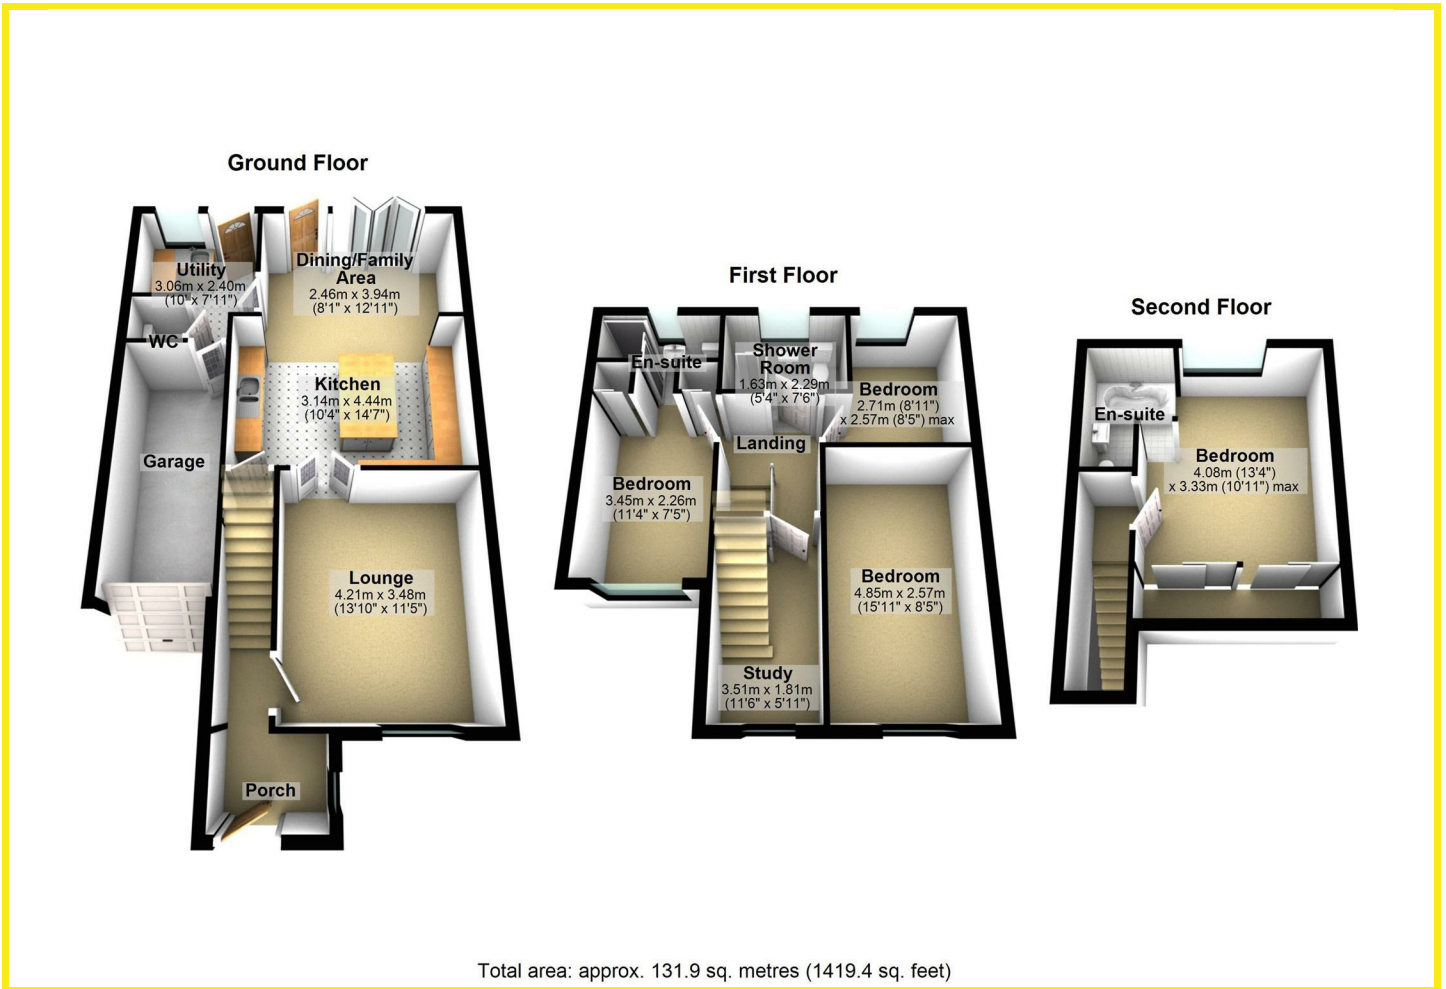 Ground Floor
Utility
3.06m x 2.40m
(10' x 7'11")
WC
Garage
Dining/Family
Area
2.46m x 3.94m
(8'1" x 12'11")
Kitchen
3.14m x 4.44m
(10'4" x 14'7")
Lounge
4.21m x 3.48m
(13'10" x 11'5")
Porch
First Floor
En-suite
Shower
Room
1.63m x 2.29m
(5'4" x 7'6")
Bedroom
2.71m (8'11")
x 2.57m (8'5") max
Landing
Bedroom
3.45m x 2.26m
(11'4" x 7'5")
Bedroom
4.85m x 2.57m
(15'11" x 8'5")
Study
3.51m x 1.81m
(11'6" x 5'11")
Second Floor
En-suite
Bedroom
4.08m (13'4")
x 3.33m (10'11") max
Total area: approx. 131.9 sq. metres (1419.4 sq. feet)